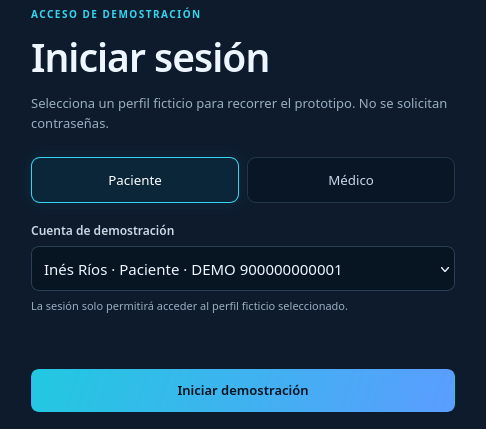 ACCESO DE DEMOSTRACIÓN
Iniciar sesión
Selecciona un perfil ficticio para recorrer el prototipo. No se solicitan
contraseñas.
Paciente
Médico
Cuenta de demostración
Inés Ríos · Paciente · DEMO 900000000001
La sesión solo permitirá acceder al perfil ficticio seleccionado.
Iniciar demostración